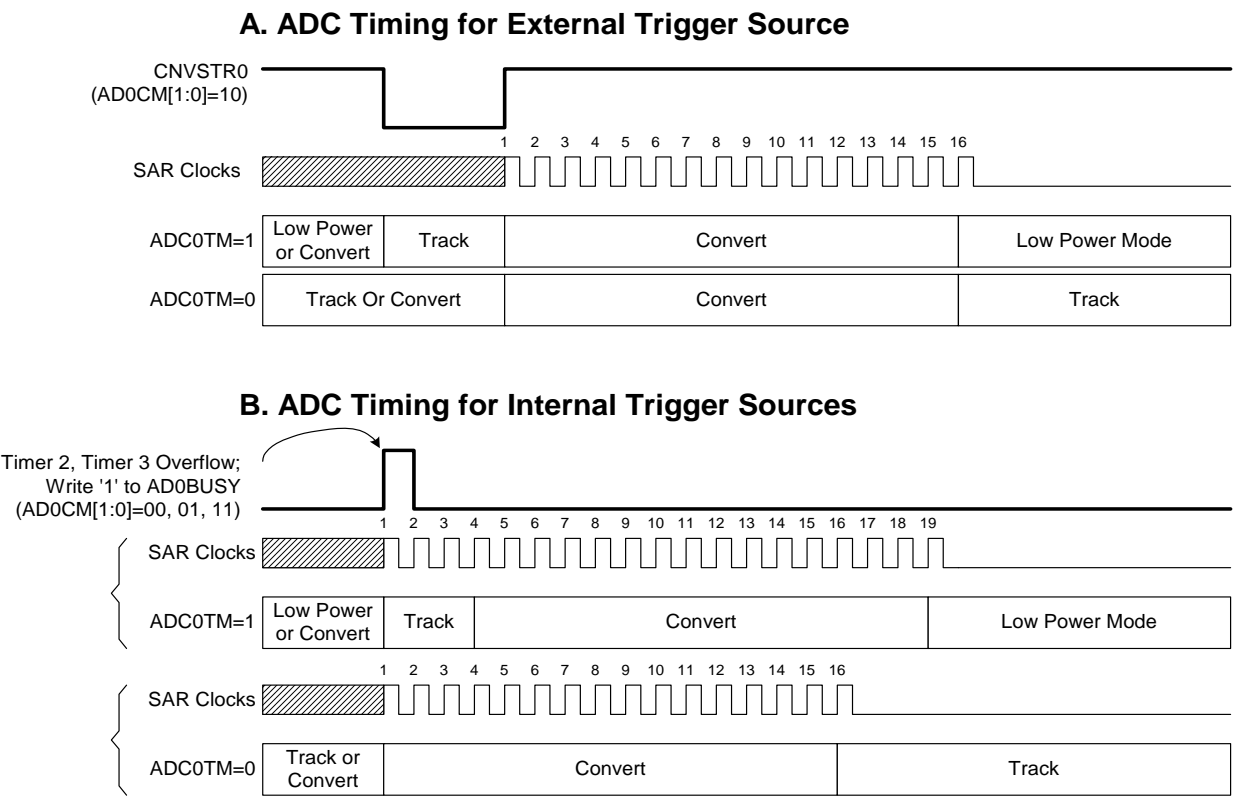 A. ADC Timing for External Trigger Source
CNVSTR0
(AD0CM[1:0]=10)
1 2 3 4 5 6 7 8 9 10 11 12 13 14 15 16
SAR Clocks
ADC0TM=1
Low Power
or Convert
Track
Convert
Low Power Mode
ADC0TM=0
Track Or Convert
Convert
Track
B. ADC Timing for Internal Trigger Sources
Timer 2, Timer 3 Overflow;
Write '1' to AD0BUSY
(AD0CM[1:0]=00, 01, 11)
1 2 3 4 5 6 7 8 9 10 11 12 13 14 15 16 17 18 19
SAR Clocks
ADC0TM=1
Low Power
or Convert
Track
Convert
Low Power Mode
1 2 3 4 5 6 7 8 9 10 11 12 13 14 15 16
SAR Clocks
ADC0TM=0
Track or
Convert
Convert
Track